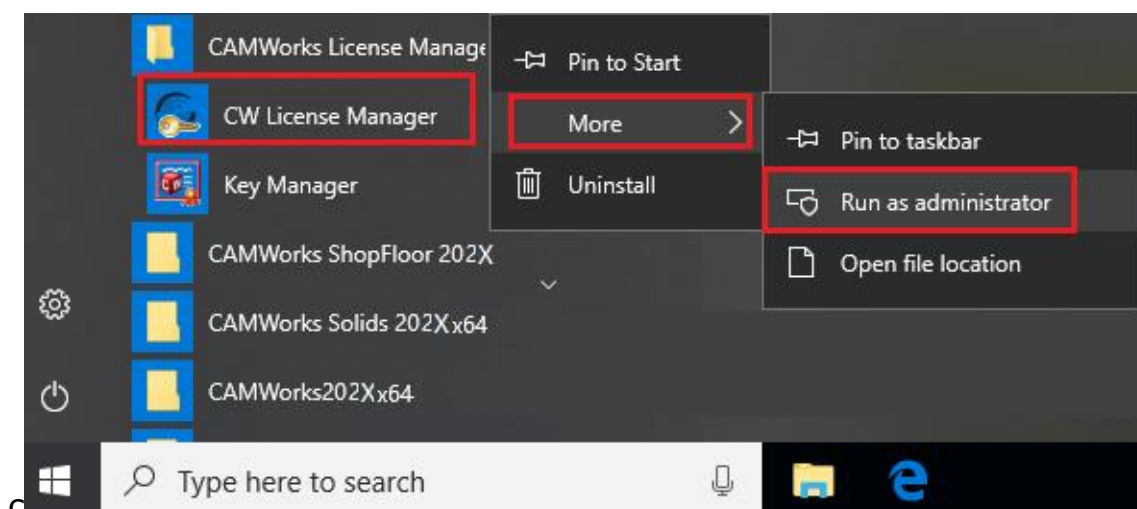 CAMWorks License Manage
CW License Manager
Key Manager
CAMWorks ShopFloor 202X
CAMWorks Solids 202Xx64
CAMWorks202Xx64
Pin to Start
More
Uninstall
Pin to taskbar
Run as administrator
Open file location
Type here to search